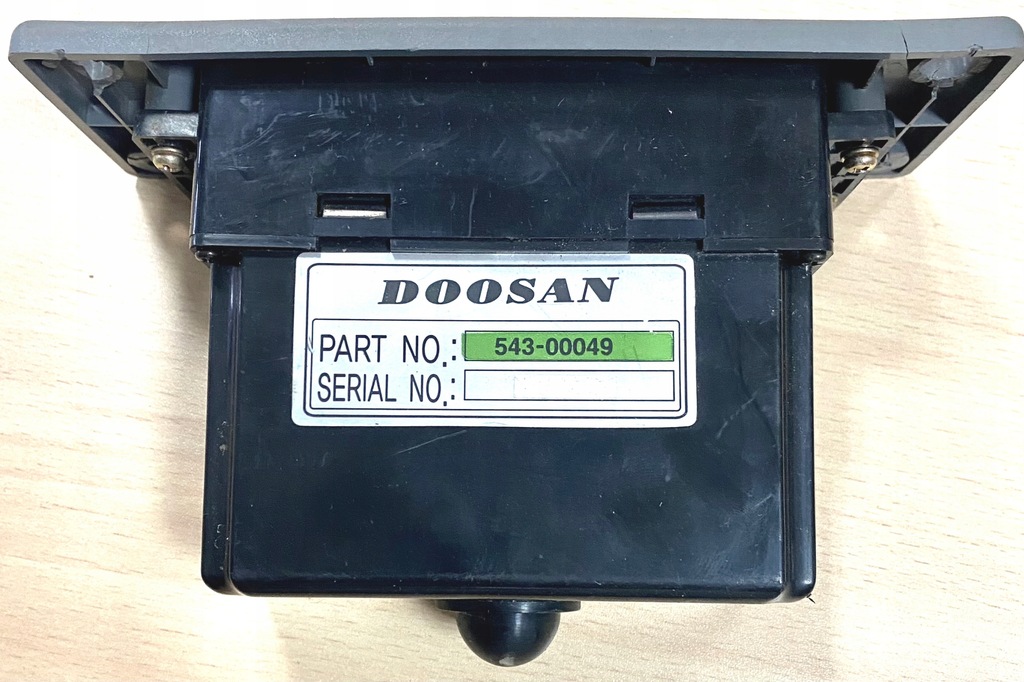 DOOSAN
PART NO.: 543-00049
SERIAL NO.: